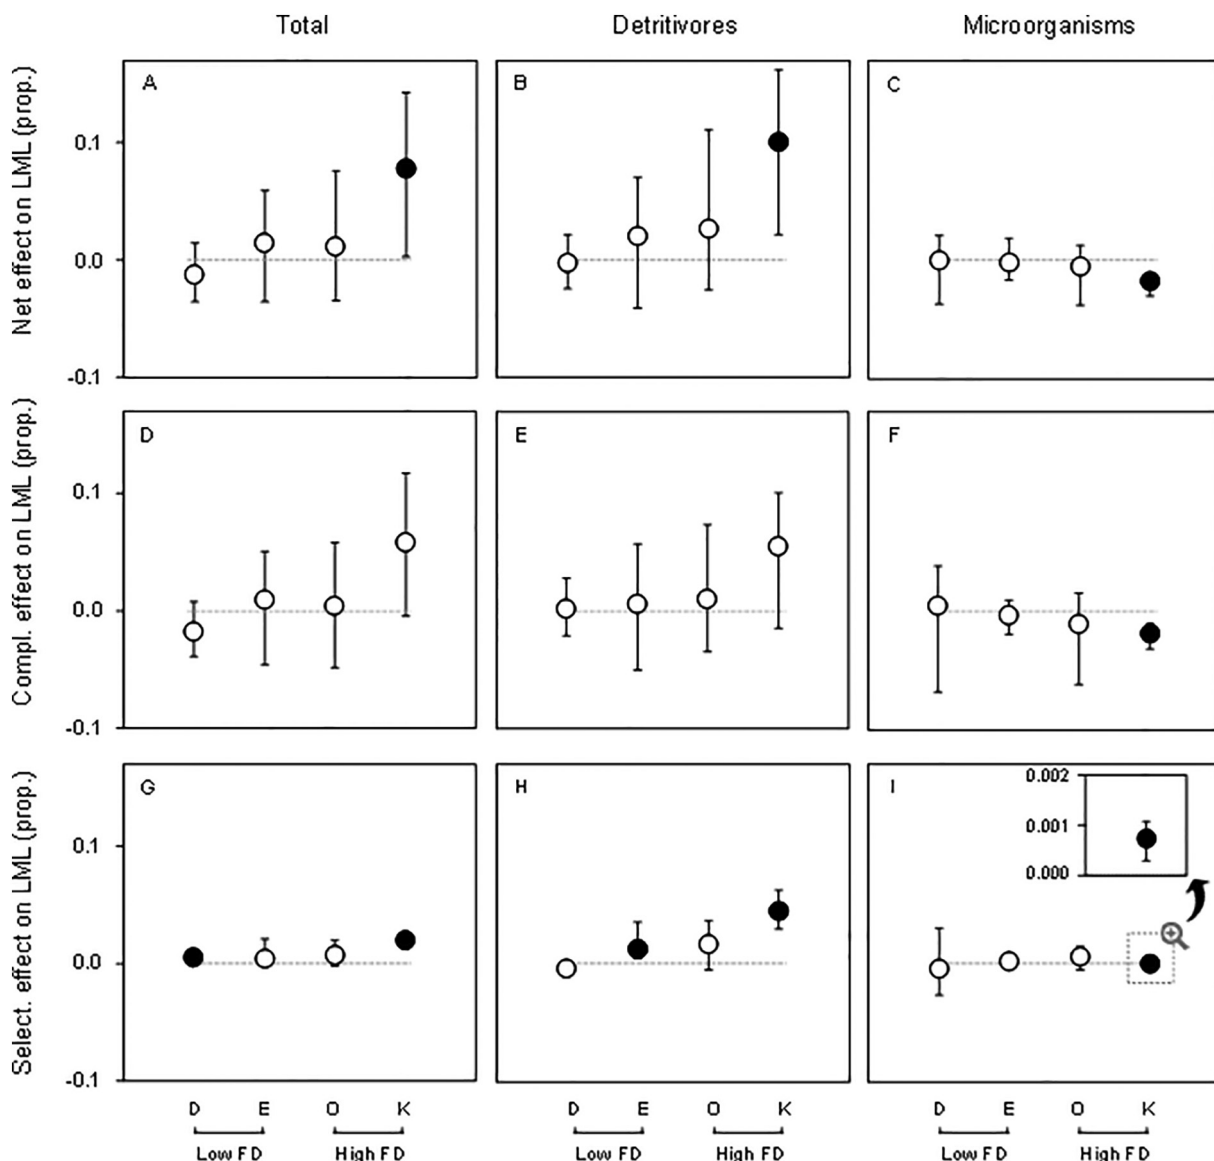 Total Detritivores Microorganisms
Net effect on LML (prop.)
0.1
0.0
-0.1
A
B
C
Compl. effect on LML (prop.)
0.1
0.0
-0.1
D
E
F
Select. effect on LML (prop.)
0.1
0.0
-0.1
G
H
I
0.002
0.001
0.000
D E O K D E O K D E O K
Low FD High FD Low FD High FD Low FD High FD